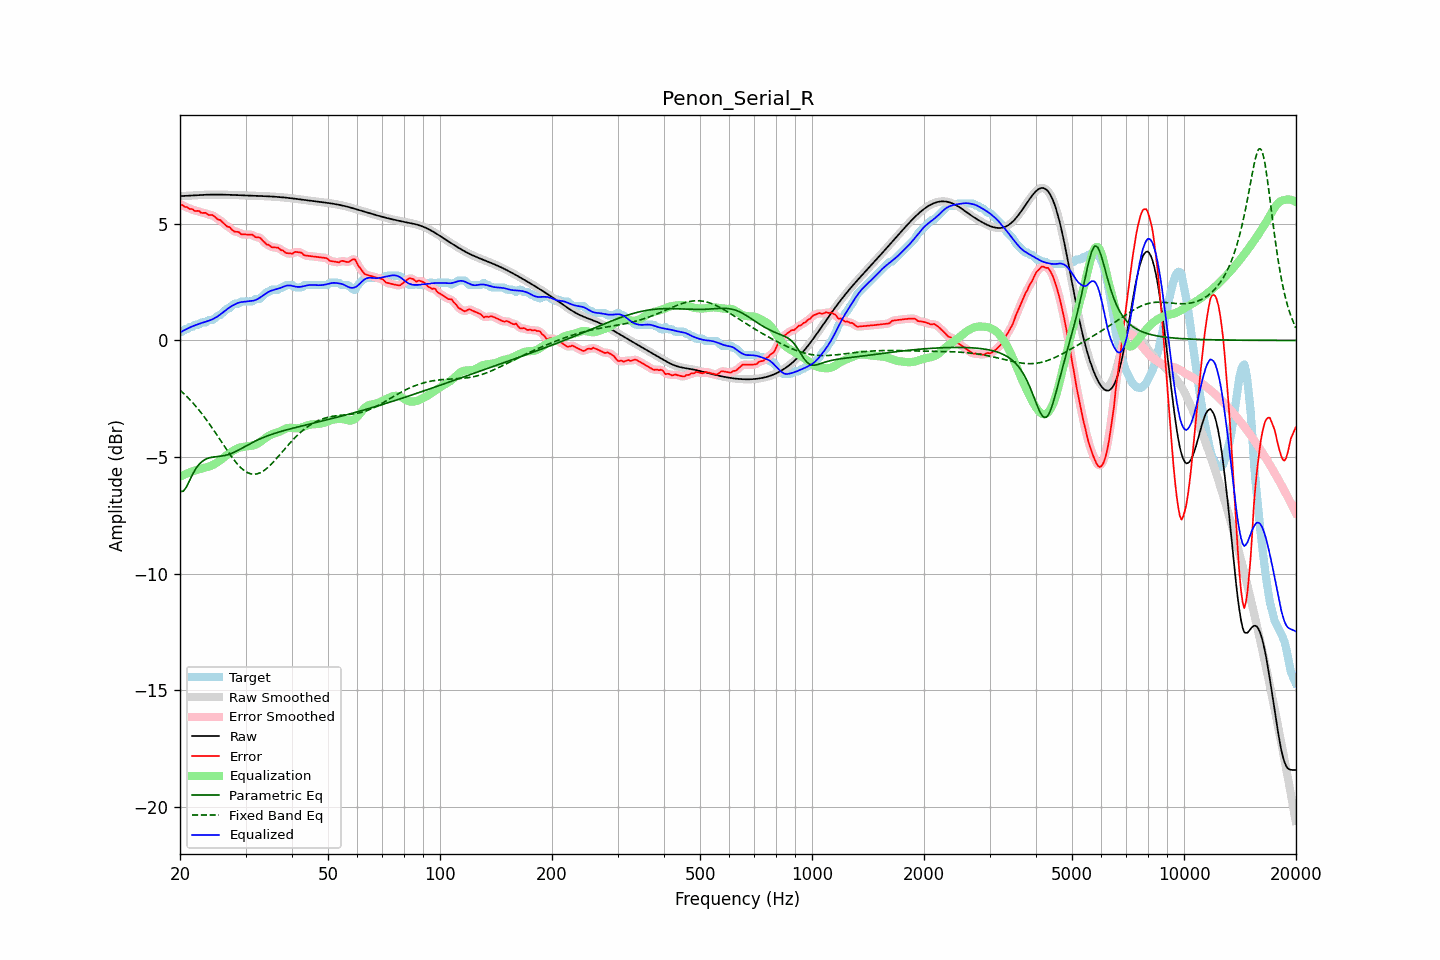 Penon_Serial_R
Amplitude (dBr)
5
0
−5
−10
−15
−20
Target
Raw Smoothed
Error Smoothed
Raw
Error
Equalization
Parametric Eq
Fixed Band Eq
Equalized
20 50 100 200 500 1000 2000 5000 10000 20000
Frequency (Hz)